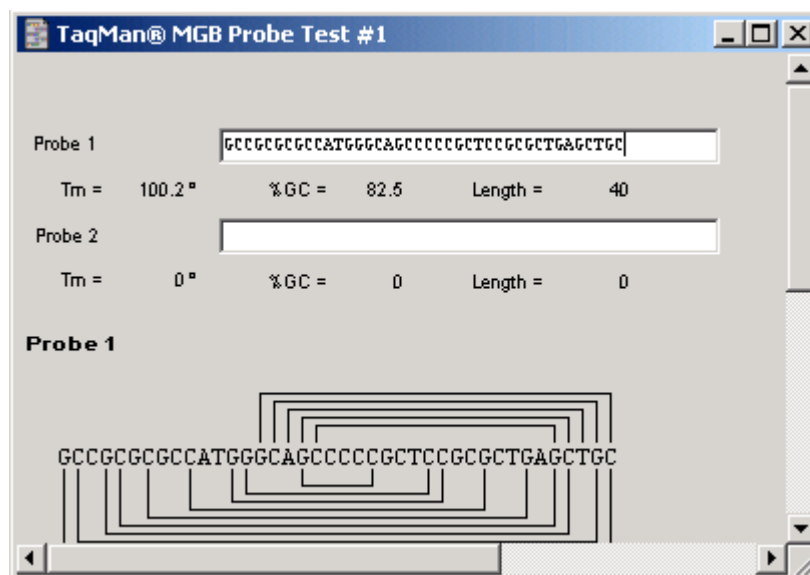 TaqMan® MGB Probe Test #1
Probe 1 GCCGCGCGCCATGGGCAGCCCCCGCTCCGCGCTGAGCTGC
Tm = 100.2° %GC = 82.5 Length = 40
Probe 2
Tm = 0° %GC = 0 Length = 0
Probe 1
GCCGCGCGCCATGGGCAGCCCCCGCTCCGCGCTGAGCTGC